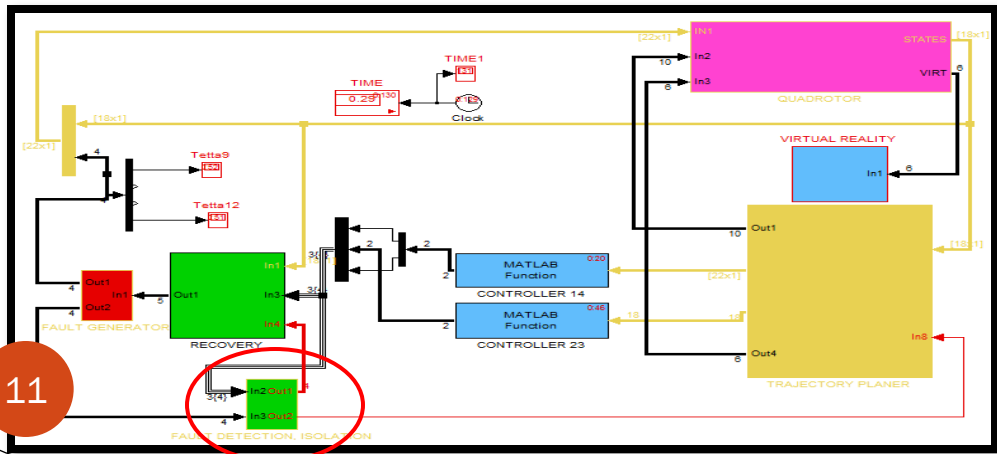 IN1
STATES
[18x1]
[22x1]
In2
10
In3
6
VIRT
6
QUADROTOR
TIME1
TIME
0.29
Clock
[18x1]
[22x1]
VIRTUAL REALITY
In1
6
4
Tetta9
Tetta12
Out1
10
[18x1]
2
2
2
MATLAB
Function
0:20
CONTROLLER 14
[22x1]
In1
In3
In4
Out1
RECOVERY
5
Out1
In1
Out2
4
4
FAULT GENERATOR
2
MATLAB
Function
0:46
CONTROLLER 23
18
18
In8
Out4
6
TRAJECTORY PLANER
11
In2
Out1
4
3{4}
In3
Out2
4
FAULT DETECTION, ISOLATION